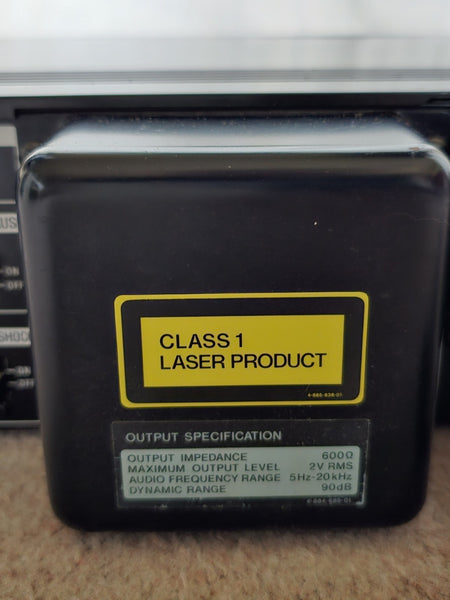 US
ON
OFF
SHOCK
ON
OFF
CLASS 1
LASER PRODUCT
OUTPUT SPECIFICATION
OUTPUT IMPEDANCE 600Ω
MAXIMUM OUTPUT LEVEL 2V RMS
AUDIO FREQUENCY RANGE 5Hz-20kHz
DYNAMIC RANGE 90dB